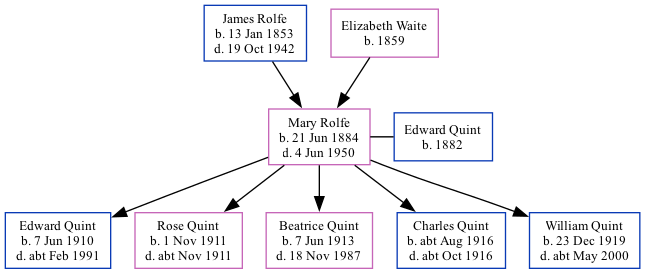 James Rolfe
b. 13 Jan 1853
d. 19 Oct 1942
Elizabeth Waite
b. 1859
Mary Rolfe
b. 21 Jun 1884
d. 4 Jun 1950
Edward Quint
b. 1882
Edward Quint
b. 7 Jun 1910
d. abt Feb 1991
Rose Quint
b. 1 Nov 1911
d. abt Nov 1911
Beatrice Quint
b. 7 Jun 1913
d. 18 Nov 1987
Charles Quint
b. abt Aug 1916
d. abt Oct 1916
William Quint
b. 23 Dec 1919
d. abt May 2000